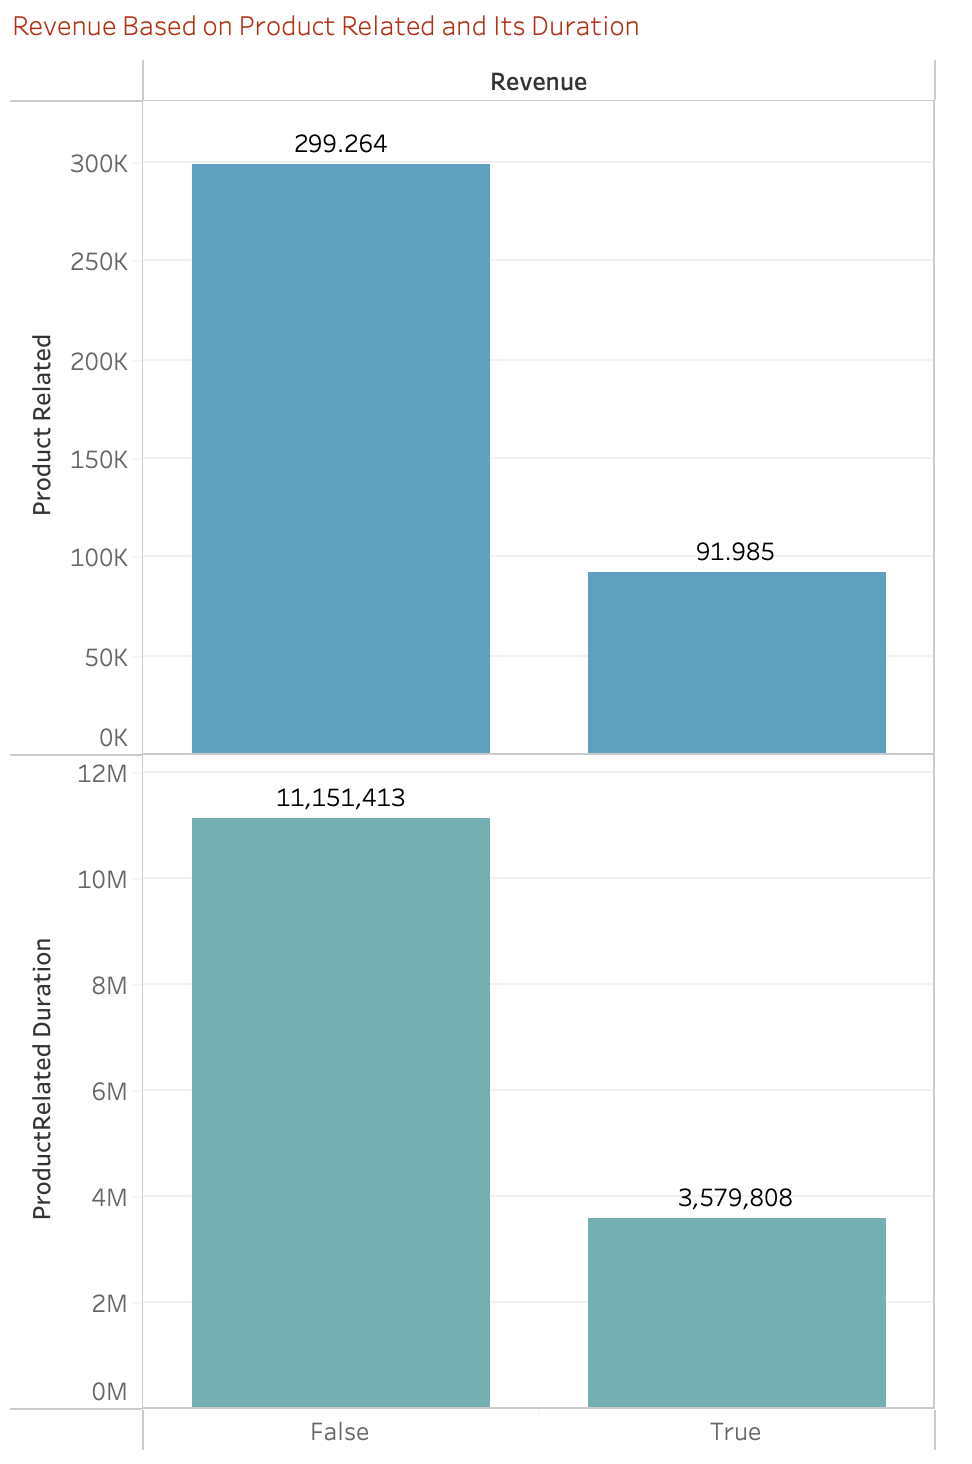 Revenue Based on Product Related and Its Duration
Revenue
299.264
300K
250K
200K
150K
100K
50K
0K
Product Related
91.985
12M
10M
8M
6M
4M
2M
0M
ProductRelated Duration
11,151,413
3,579,808
False
True